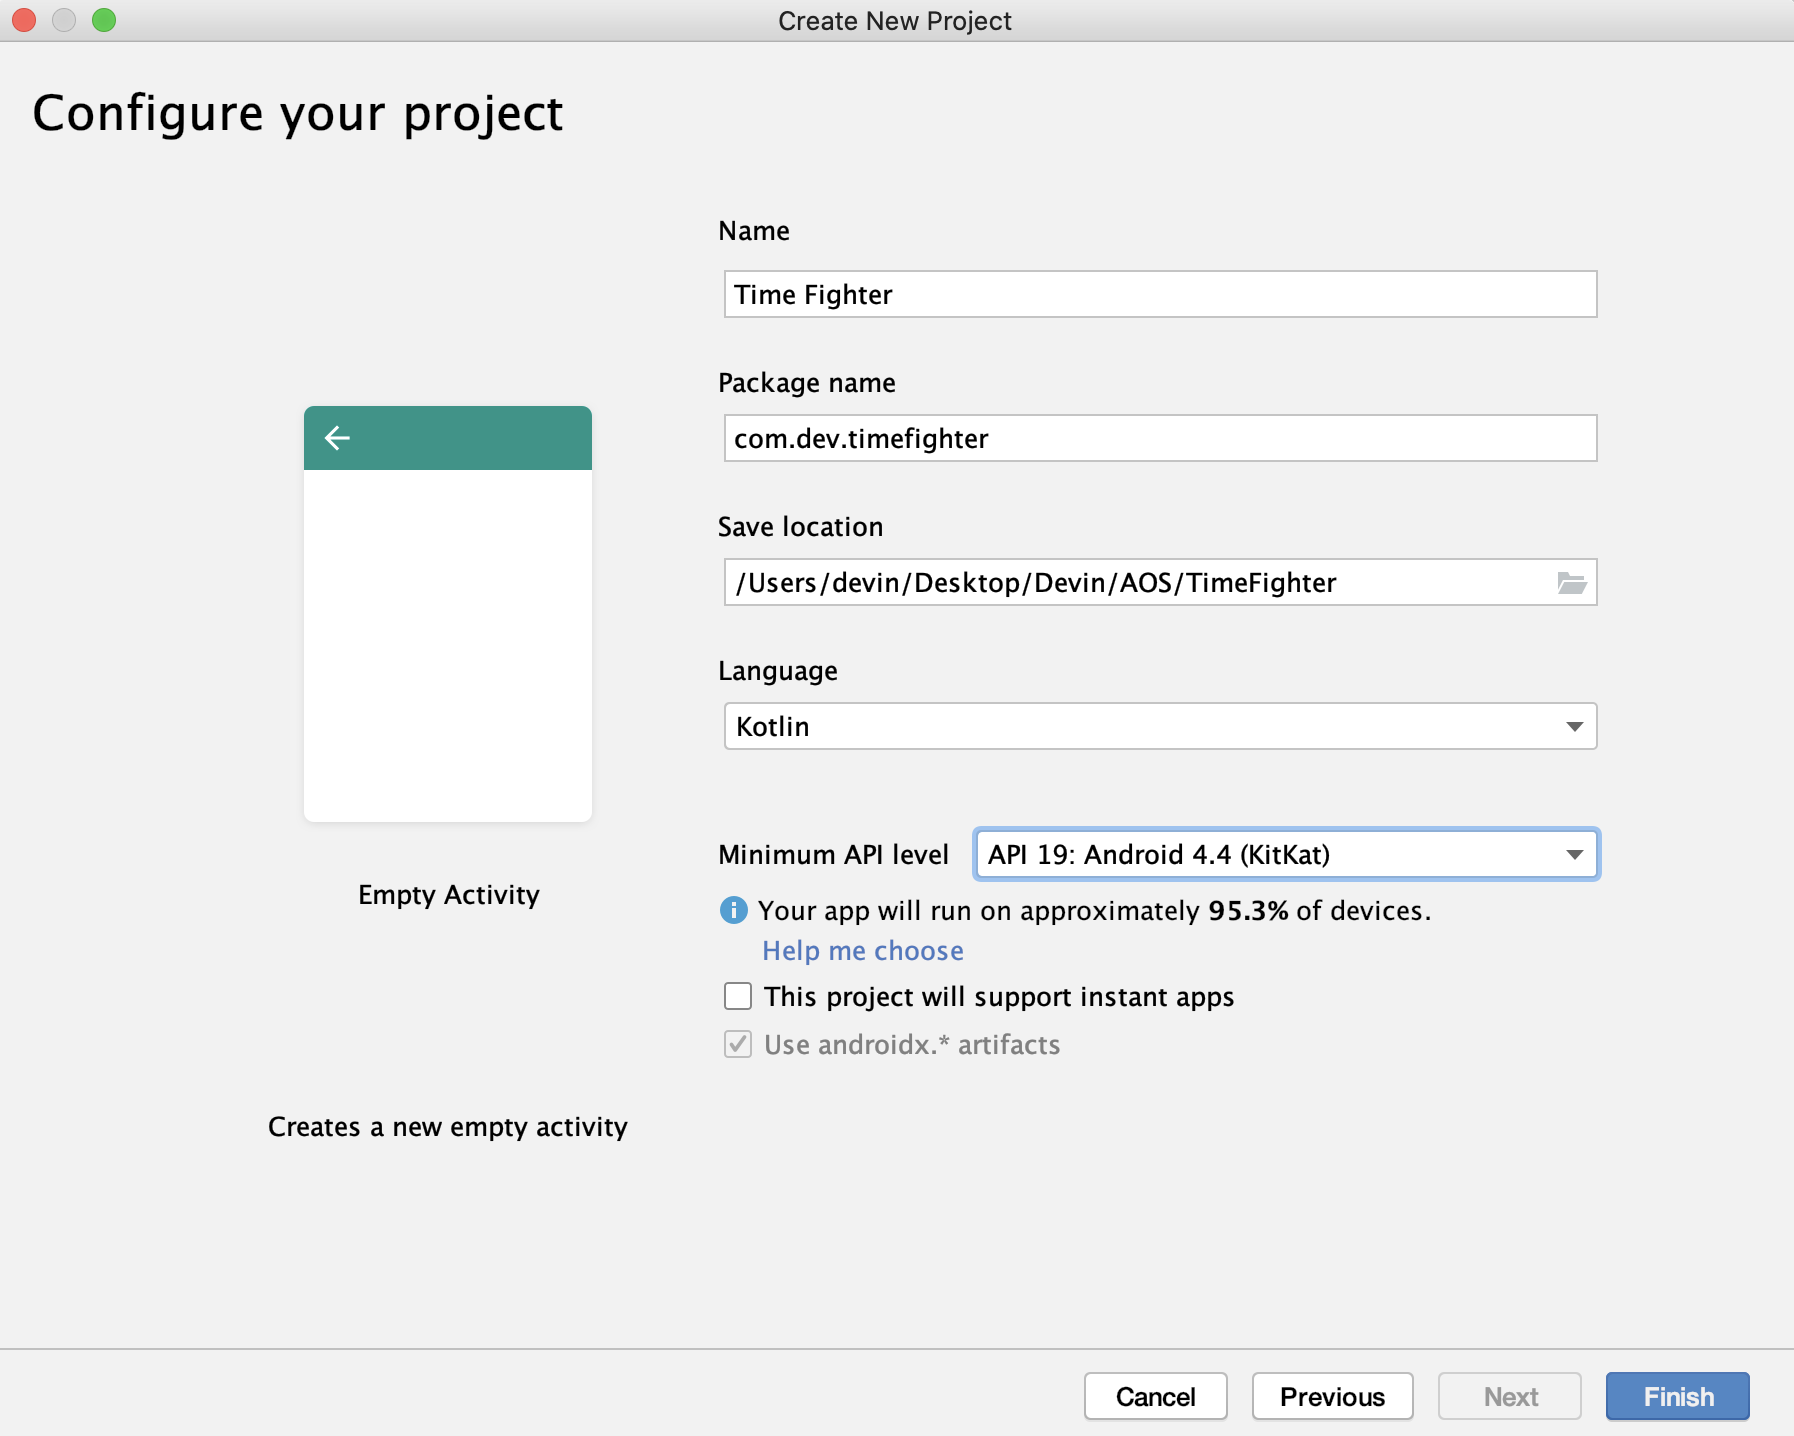 Create New Project
Configure your project
Name
Time Fighter
Package name
com.dev.timefighter
Save location
/Users/devin/Desktop/Devin/AOS/TimeFighter
Language
Kotlin
Minimum API level API 19: Android 4.4 (KitKat)
Empty Activity
Your app will run on approximately 95.3% of devices.
Help me choose
This project will support instant apps
Use androidx.* artifacts
Creates a new empty activity
Cancel Previous Next Finish